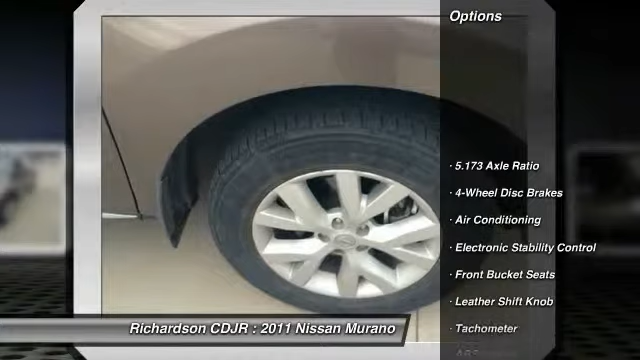 Options
· 5.173 Axle Ratio
· 4-Wheel Disc Brakes
· Air Conditioning
· Electronic Stability Control
· Front Bucket Seats
· Leather Shift Knob
· Tachometer
Richardson CDJR : 2011 Nissan Murano